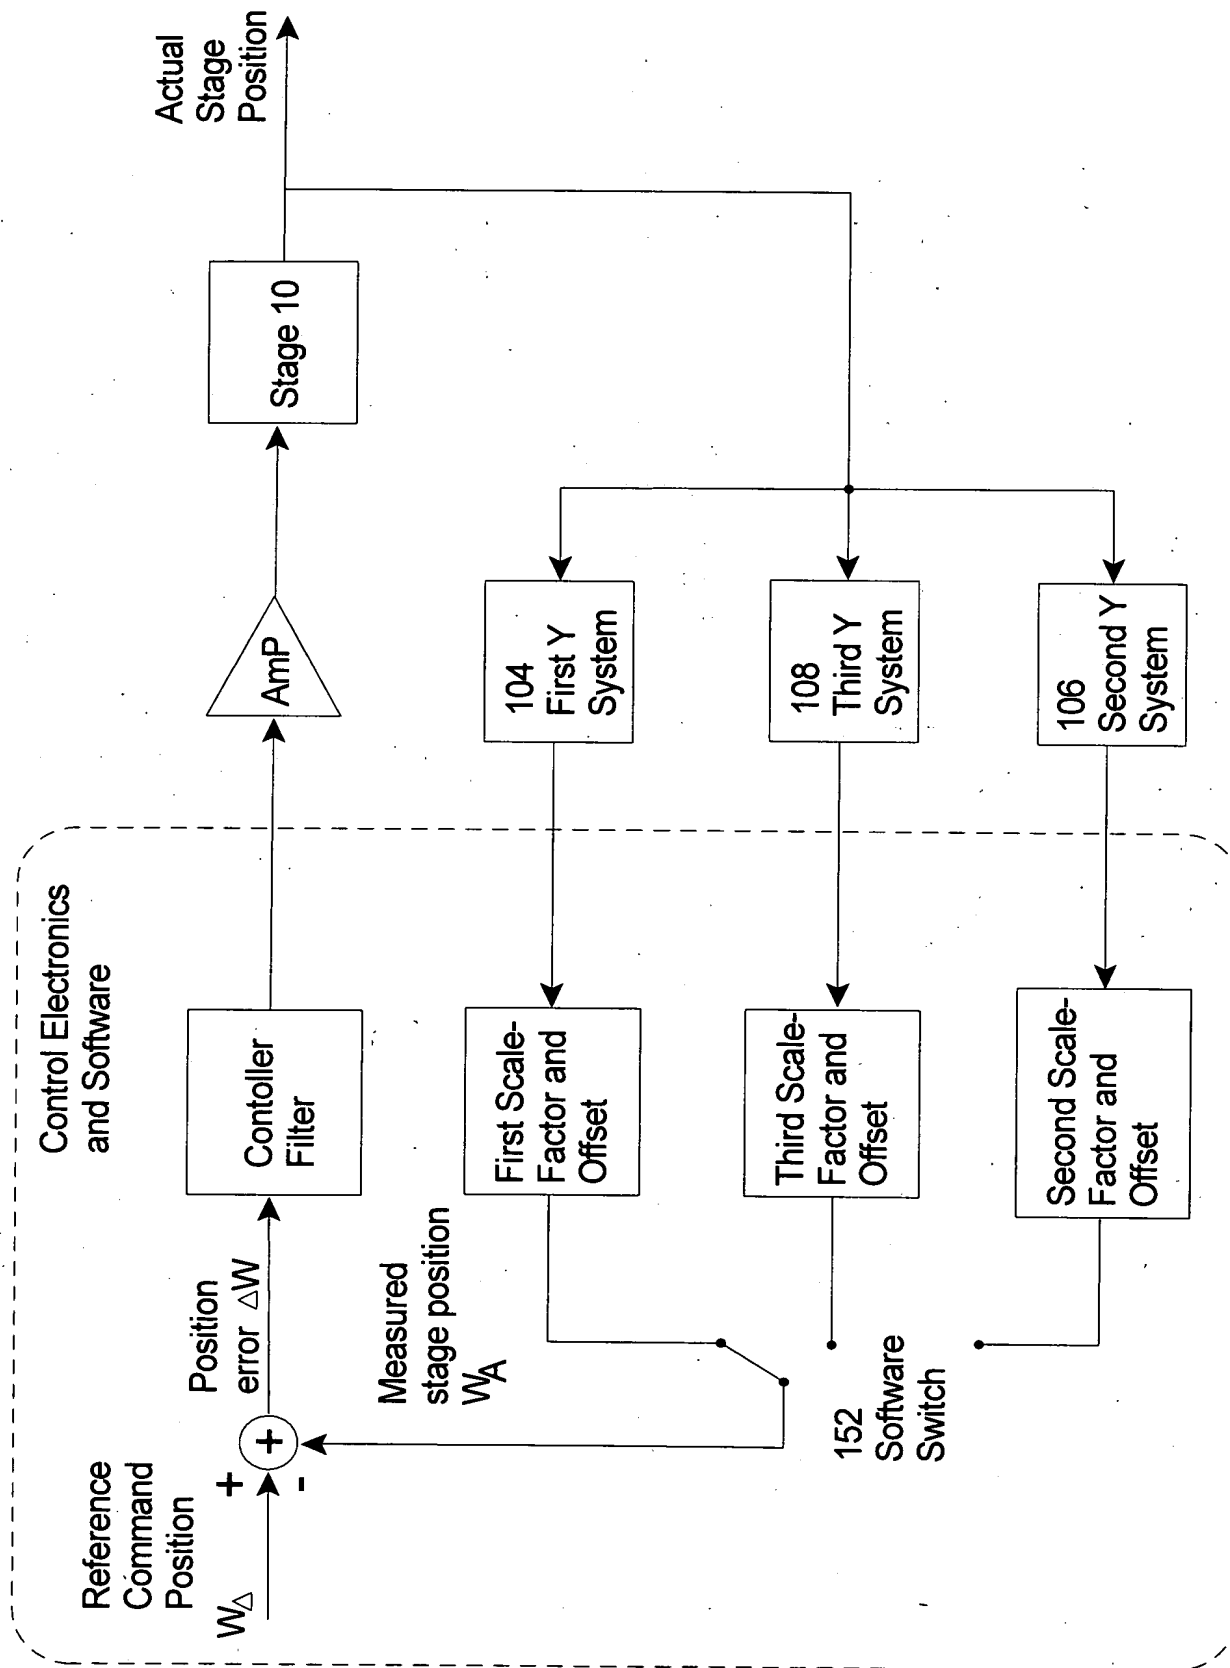 Control Electronics
and Software
Reference
Command
Position
W△
+
-
+
Position
error △W
Contoller
Filter
AmP
Stage 10
Actual
Stage
Position
Measured
stage position
WA
First Scale-
Factor and
Offset
104
First Y
System
152
Software
Switch
Third Scale-
Factor and
Offset
108
Third Y
System
Second Scale-
Factor and
Offset
106
Second Y
System